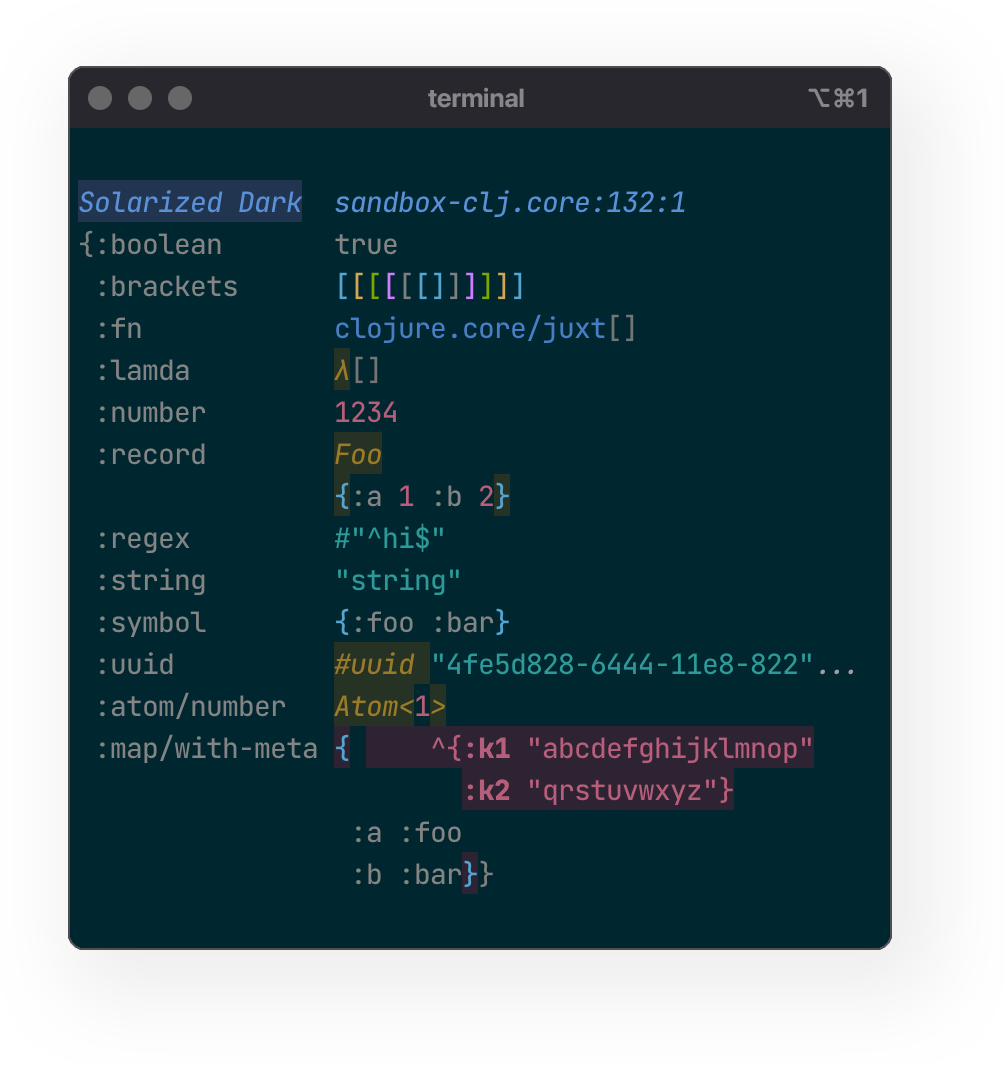 terminal ⌥⌘1
Solarized Dark  sandbox-clj.core:132:1
{:boolean       true
 :brackets      [[[[[[]]]]]]
 :fn            clojure.core/juxt[]
 :lamda         λ[]
 :number        1234
 :record        Foo
                {:a 1 :b 2}
 :regex         #"^hi$"
 :string        "string"
 :symbol        {:foo :bar}
 :uuid          #uuid "4fe5d828-6444-11e8-822"...
 :atom/number   Atom<1>
 :map/with-meta {     ^{:k1 "abcdefghijklmnop"
                        :k2 "qrstuvwxyz"}
                 :a :foo
                 :b :bar}}